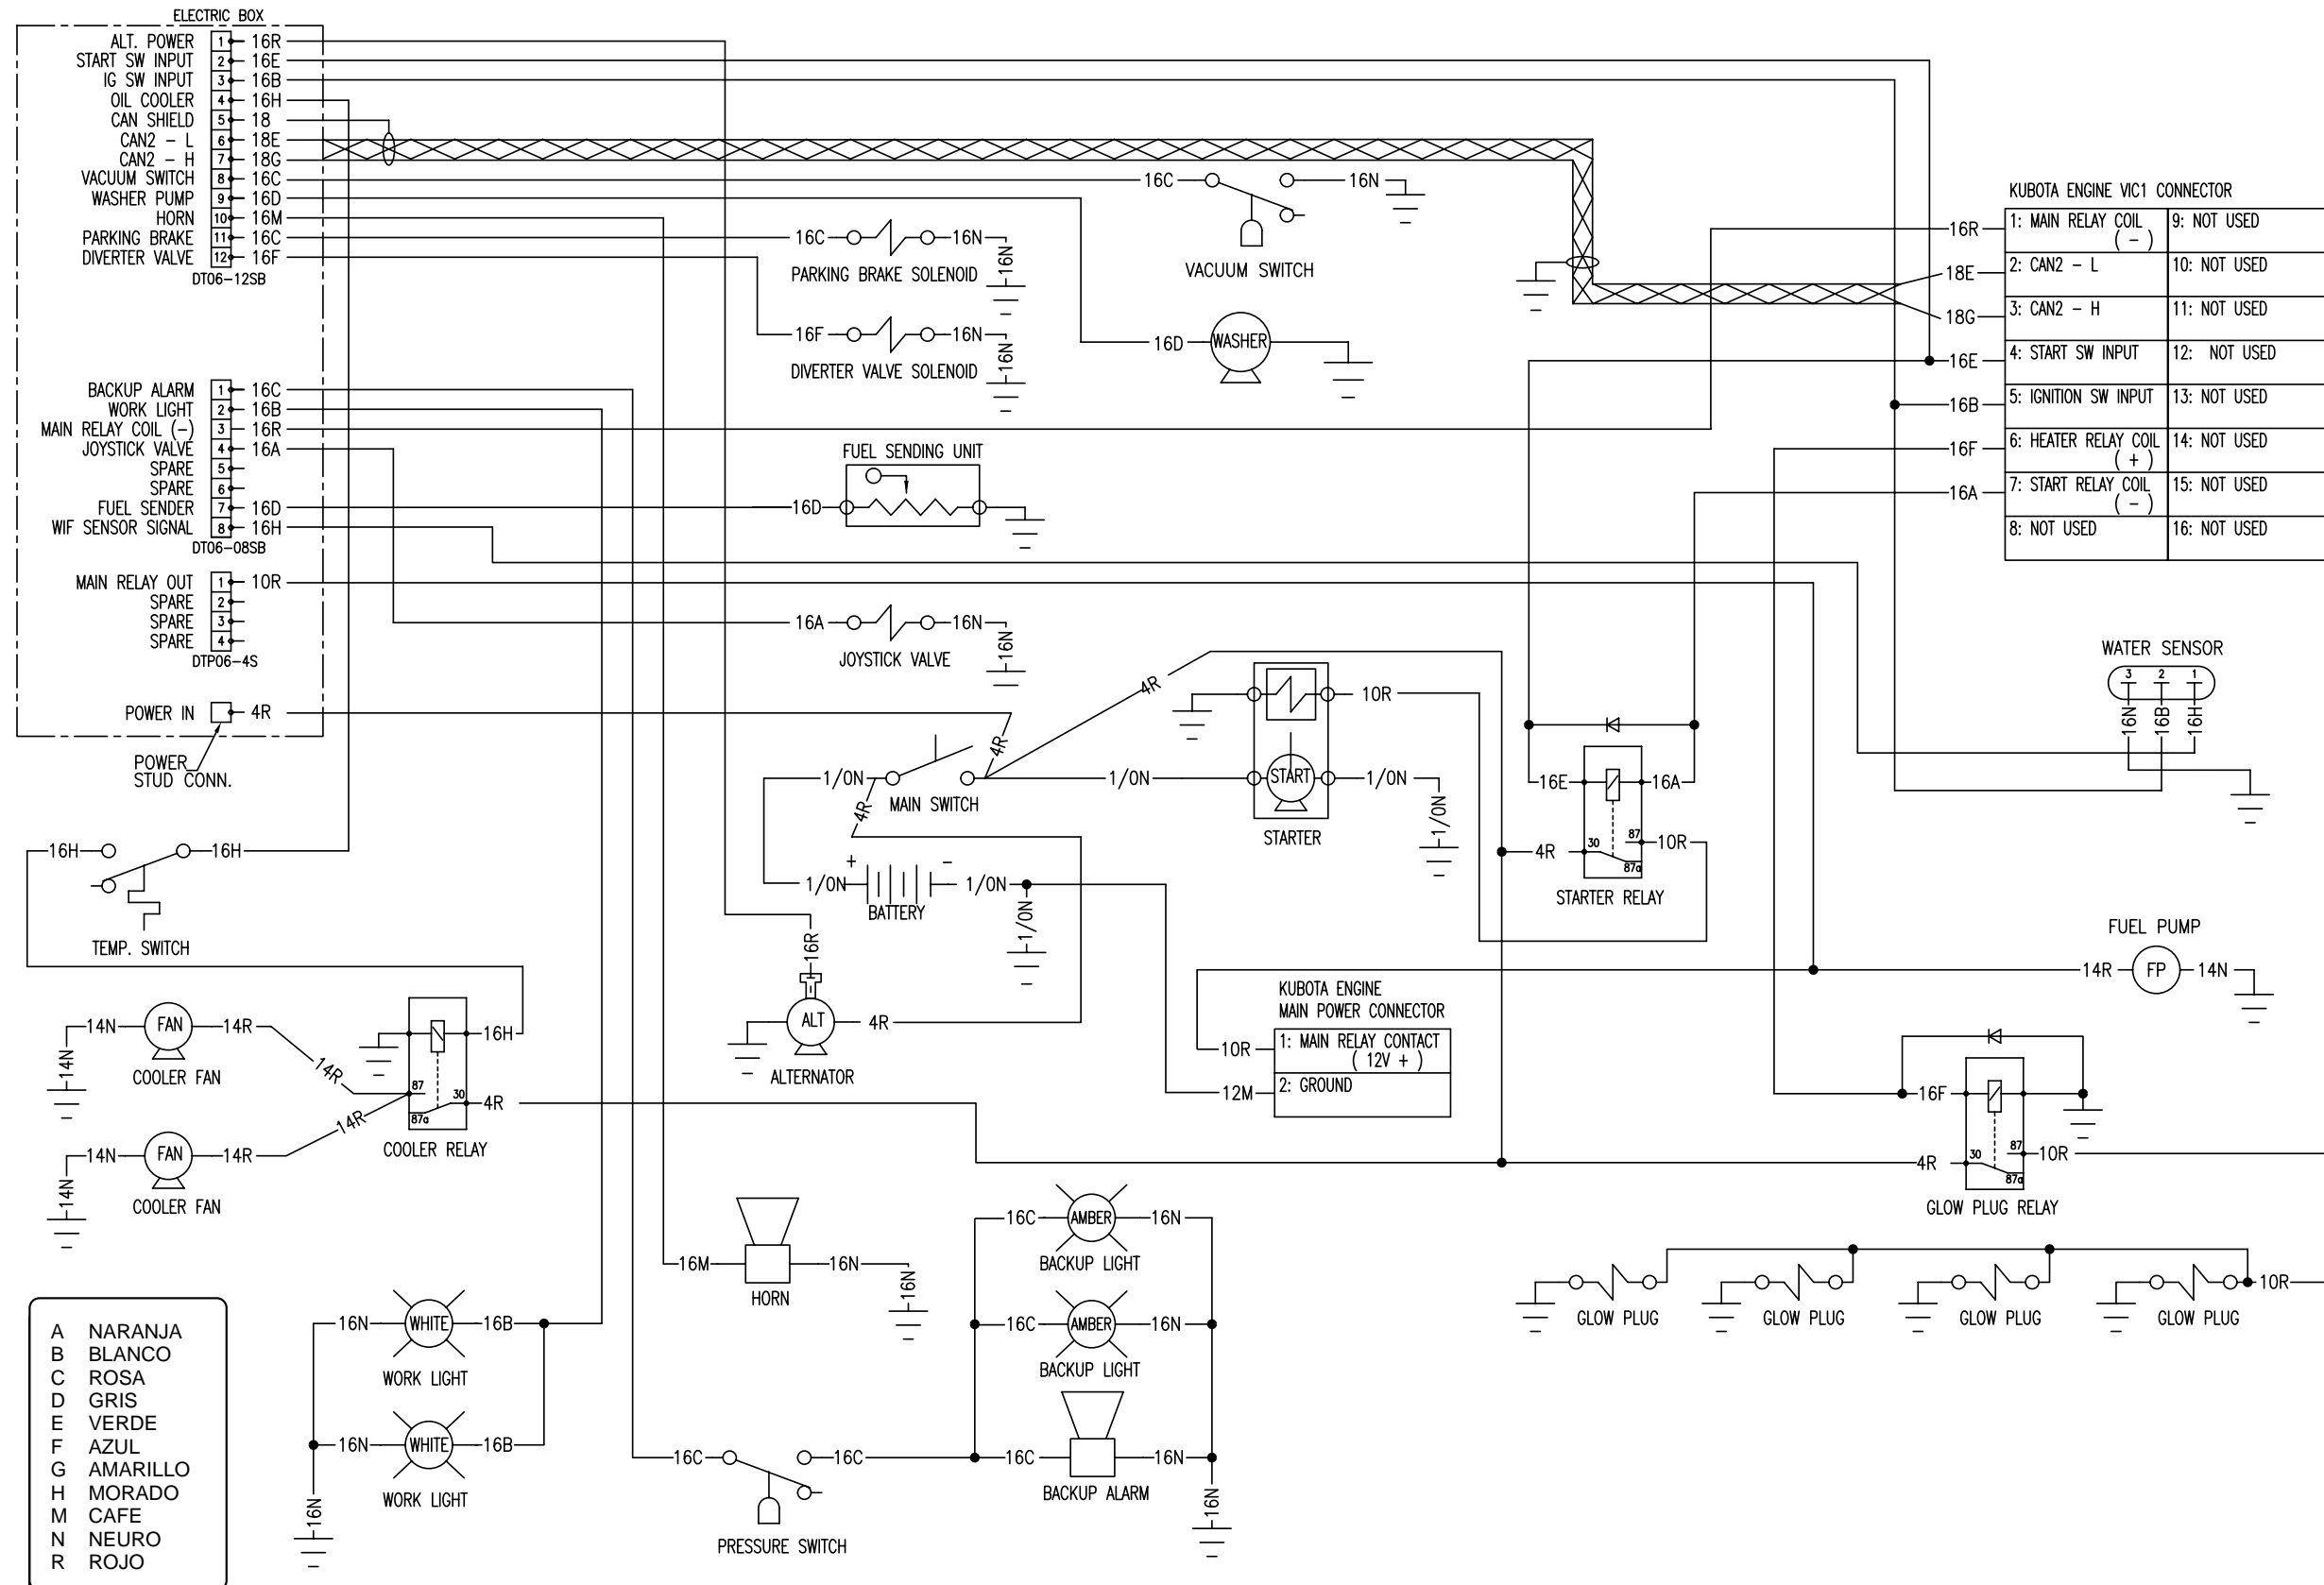 ELECTRIC BOX
ALT. POWER 1 16R
START SW INPUT 2 16E
IG SW INPUT 3 16B
OIL COOLER 4 16H
CAN SHIELD 5 18
CAN2 - L 6 18E
CAN2 - H 7 18G
VACUUM SWITCH 8 16C
WASHER PUMP 9 16D
HORN 10 16M
PARKING BRAKE 11 16C
DIVERTER VALVE 12 16F
DT06-12SB
BACKUP ALARM 1 16C
WORK LIGHT 2 16B
MAIN RELAY COIL (-) 3 16R
JOYSTICK VALVE 4 16A
SPARE 5
SPARE 6
FUEL SENDER 7 16D
WIF SENSOR SIGNAL 8 16H
DT06-08SB
MAIN RELAY OUT 1 10R
SPARE 2
SPARE 3
SPARE 4
DTP06-4S
POWER IN 4R
POWER
STUD CONN.
16C 16N
VACUUM SWITCH
16C 16N
16N
PARKING BRAKE SOLENOID
16F 16N
16N
DIVERTER VALVE SOLENOID
16D WASHER
FUEL SENDING UNIT
16D
16A 16N
16N
JOYSTICK VALVE
KUBOTA ENGINE VIC1 CONNECTOR
16R 1: MAIN RELAY COIL 9: NOT USED
( - )
18E 2: CAN2 - L 10: NOT USED
18G 3: CAN2 - H 11: NOT USED
16E 4: START SW INPUT 12: NOT USED
16B 5: IGNITION SW INPUT 13: NOT USED
16F 6: HEATER RELAY COIL 14: NOT USED
( + )
16A 7: START RELAY COIL 15: NOT USED
( - )
8: NOT USED 16: NOT USED
WATER SENSOR
3 2 1
16N 16B 16H
4R
4R
1/0N
MAIN SWITCH
4R
1/0N
10R
START
1/0N
1/0N
STARTER
+ -
1/0N 1/0N
1/0N
BATTERY
16E 16A
87
10R
4R 30
87a
STARTER RELAY
16H 16H
TEMP. SWITCH
16R
ALT 4R
ALTERNATOR
KUBOTA ENGINE
MAIN POWER CONNECTOR
10R 1: MAIN RELAY CONTACT
( 12V + )
12M 2: GROUND
FUEL PUMP
14R FP 14N
14N FAN 14R
14N
14R
COOLER FAN
14N FAN 14R
14N
14R
COOLER FAN
16H
87
30
4R
87a
COOLER RELAY
16F
87
10R
4R 30
87a
GLOW PLUG RELAY
10R
GLOW PLUG GLOW PLUG GLOW PLUG GLOW PLUG
16M 16N
16N
HORN
16C AMBER 16N
BACKUP LIGHT
16C AMBER 16N
BACKUP LIGHT
16C 16N
BACKUP ALARM
16N
16C 16C
PRESSURE SWITCH
16N WHITE 16B
WORK LIGHT
16N WHITE 16B
WORK LIGHT
16N
A NARANJA
B BLANCO
C ROSA
D GRIS
E VERDE
F AZUL
G AMARILLO
H MORADO
M CAFE
N NEURO
R ROJO